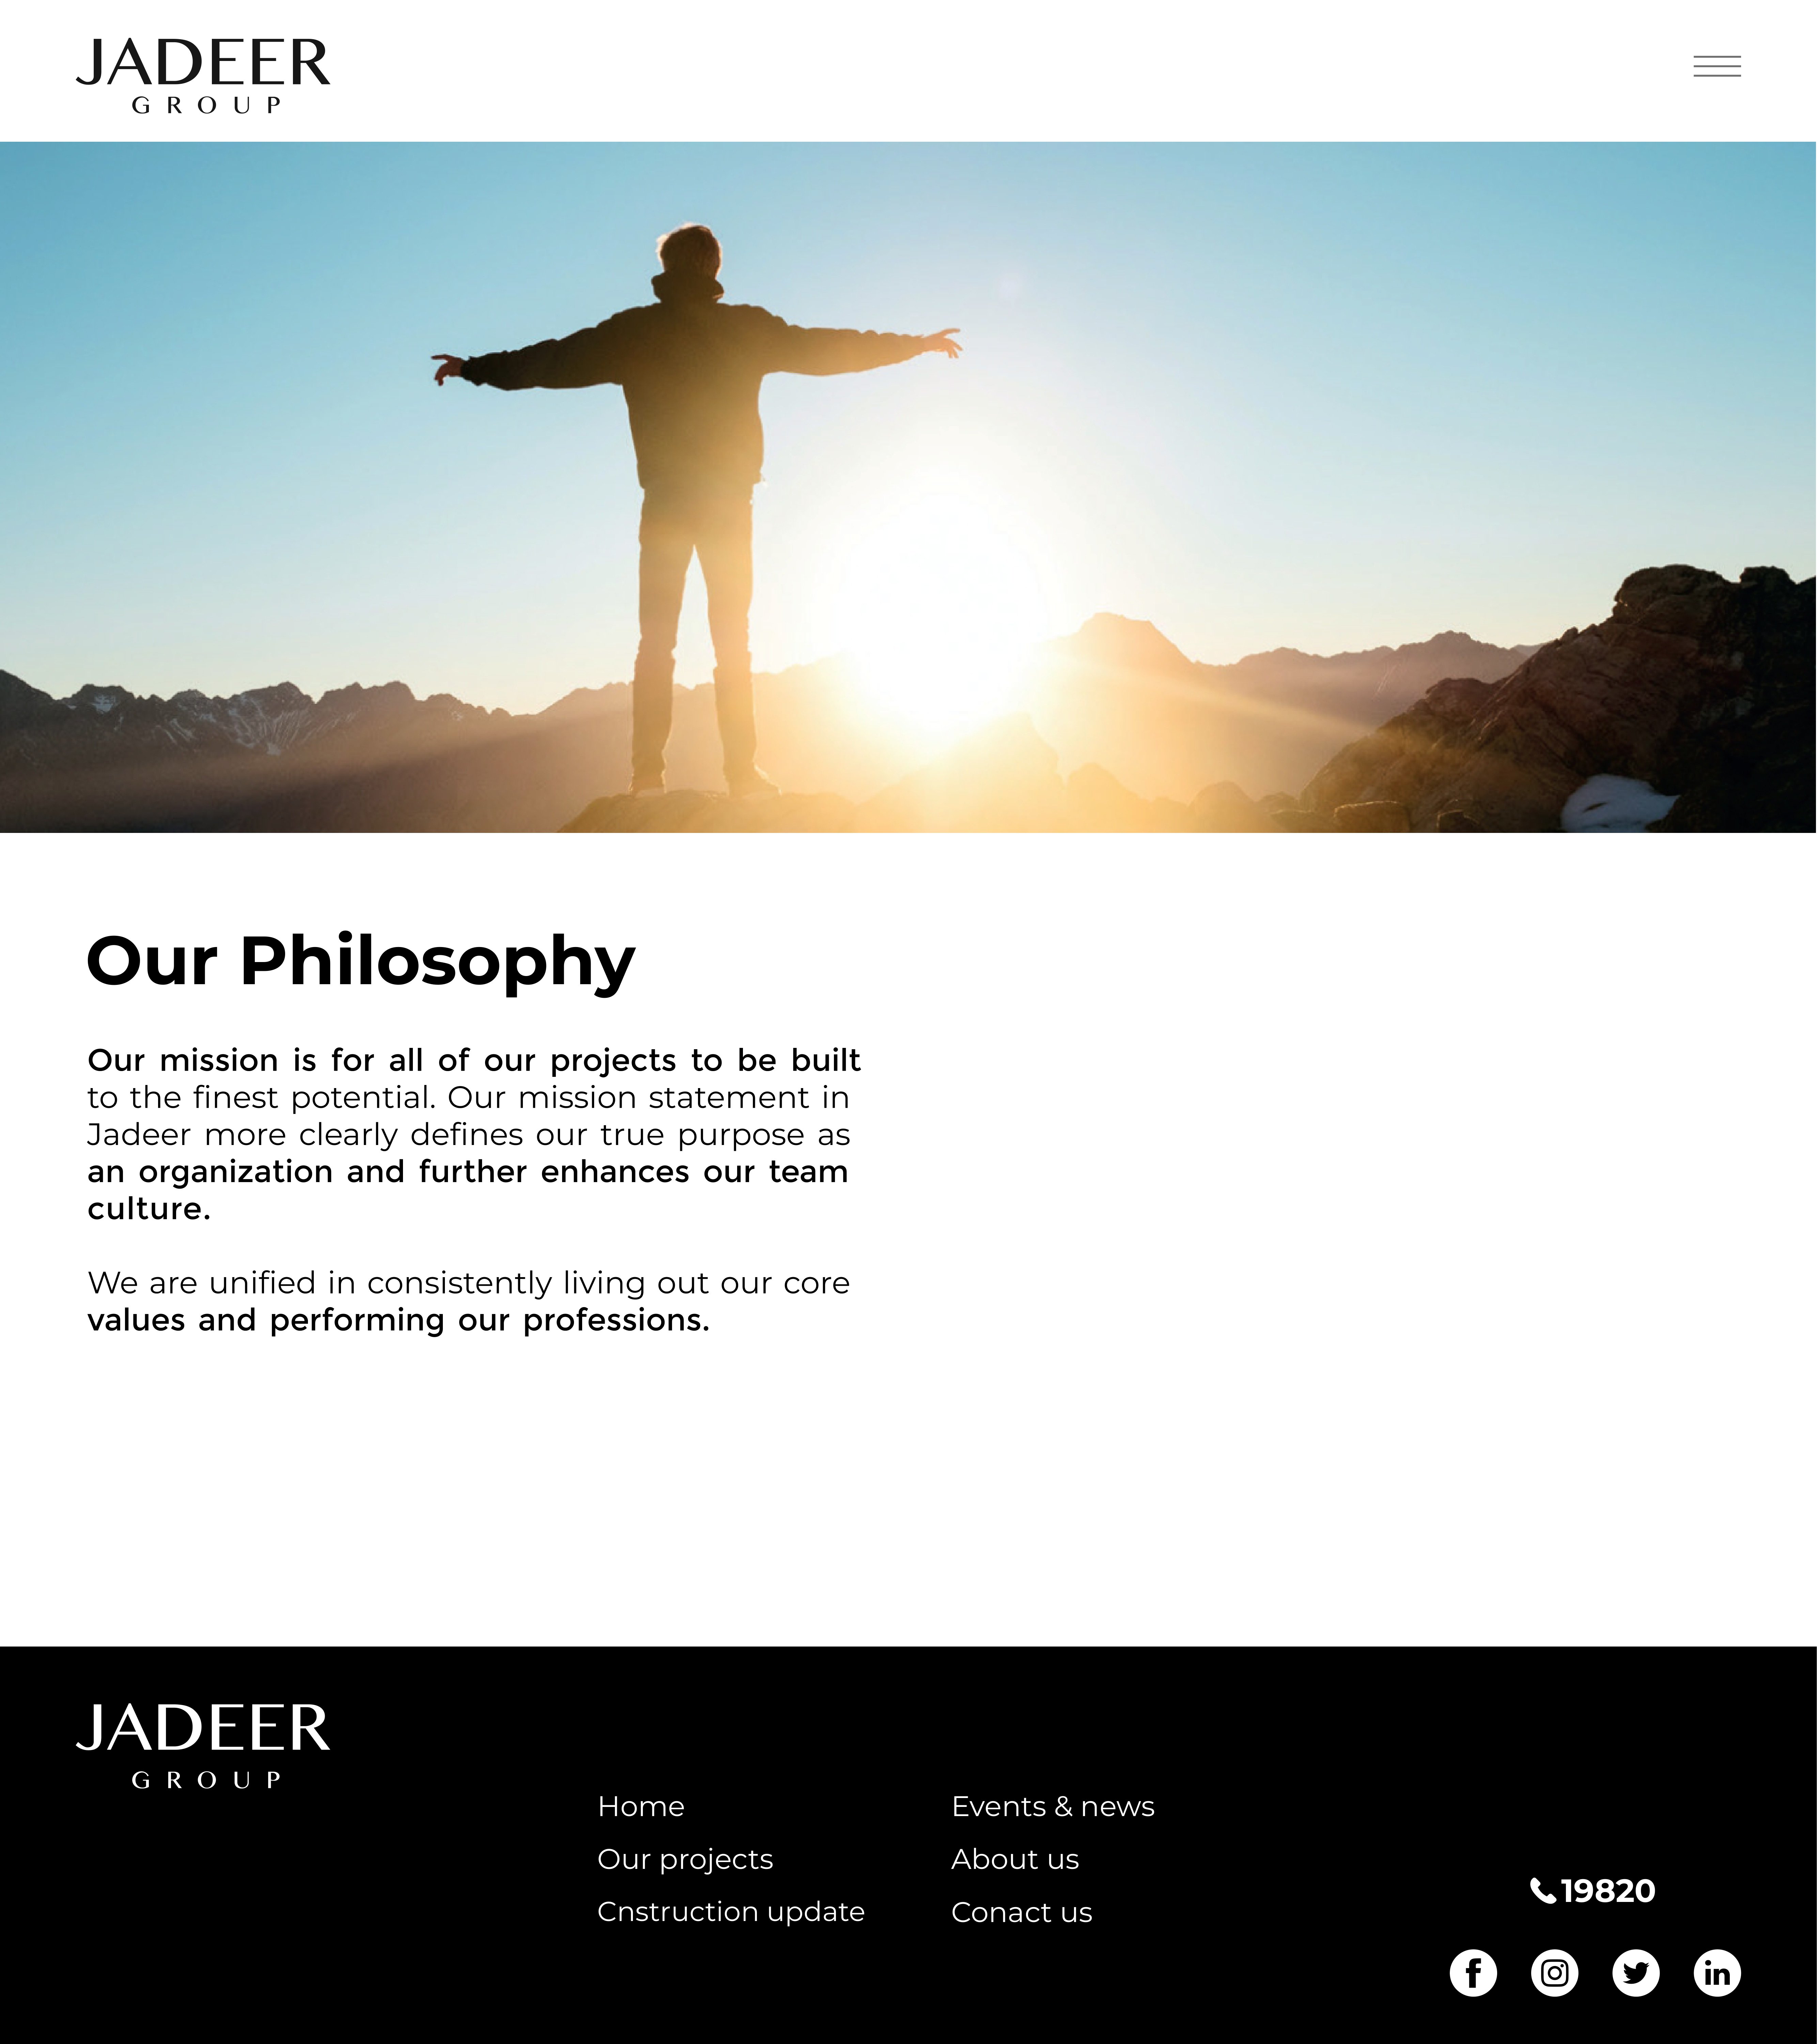 JADEER
GROUP
Our Philosophy
Our mission is for all of our projects to be built
to the finest potential. Our mission statement in
Jadeer more clearly defines our true purpose as
an organization and further enhances our team
culture.
We are unified in consistently living out our core
values and performing our professions.
JADEER
GROUP
Home
Our projects
Cnstruction update
Events & news
About us
Conact us
19820